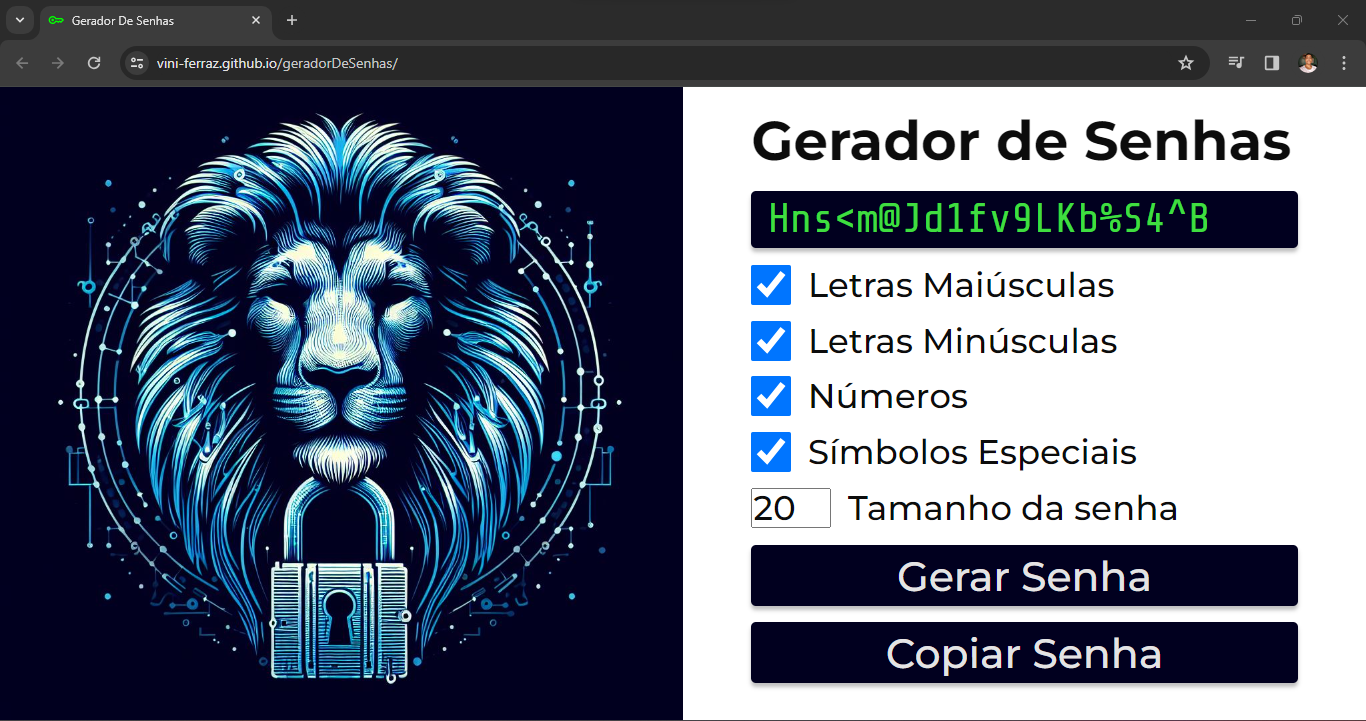 Gerador De Senhas
vini-ferraz.github.io/geradorDeSenhas/
Gerador de Senhas
Hns<m@Jd1fv9LKb%S4^B
Letras Maiúsculas
Letras Minúsculas
Números
Símbolos Especiais
20 Tamanho da senha
Gerar Senha
Copiar Senha